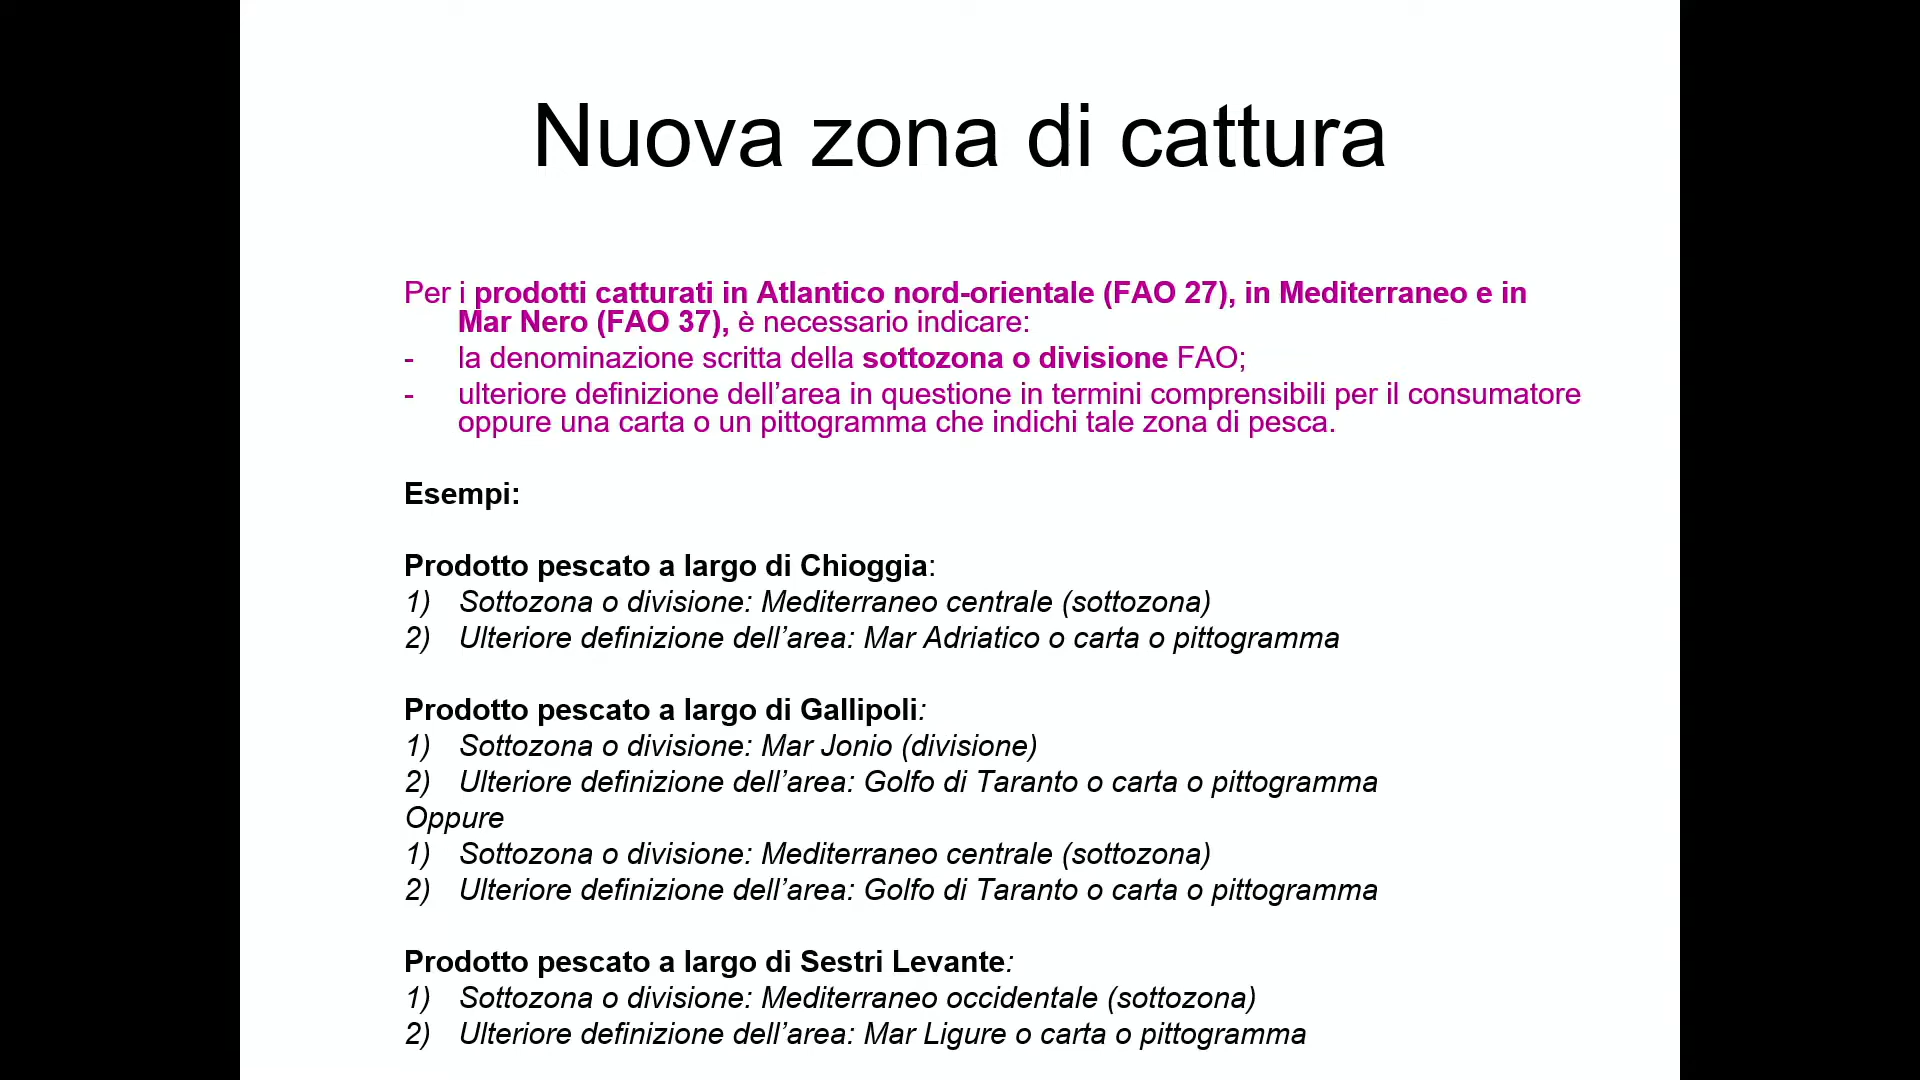 Nuova zona di cattura
Per i prodotti catturati in Atlantico nord-orientale (FAO 27), in Mediterraneo e in
Mar Nero (FAO 37), è necessario indicare:
- la denominazione scritta della sottozona o divisione FAO;
- ulteriore definizione dell’area in questione in termini comprensibili per il consumatore
oppure una carta o un pittogramma che indichi tale zona di pesca.
Esempi:
Prodotto pescato a largo di Chioggia:
1) Sottozona o divisione: Mediterraneo centrale (sottozona)
2) Ulteriore definizione dell’area: Mar Adriatico o carta o pittogramma
Prodotto pescato a largo di Gallipoli:
1) Sottozona o divisione: Mar Jonio (divisione)
2) Ulteriore definizione dell’area: Golfo di Taranto o carta o pittogramma
Oppure
1) Sottozona o divisione: Mediterraneo centrale (sottozona)
2) Ulteriore definizione dell’area: Golfo di Taranto o carta o pittogramma
Prodotto pescato a largo di Sestri Levante:
1) Sottozona o divisione: Mediterraneo occidentale (sottozona)
2) Ulteriore definizione dell’area: Mar Ligure o carta o pittogramma